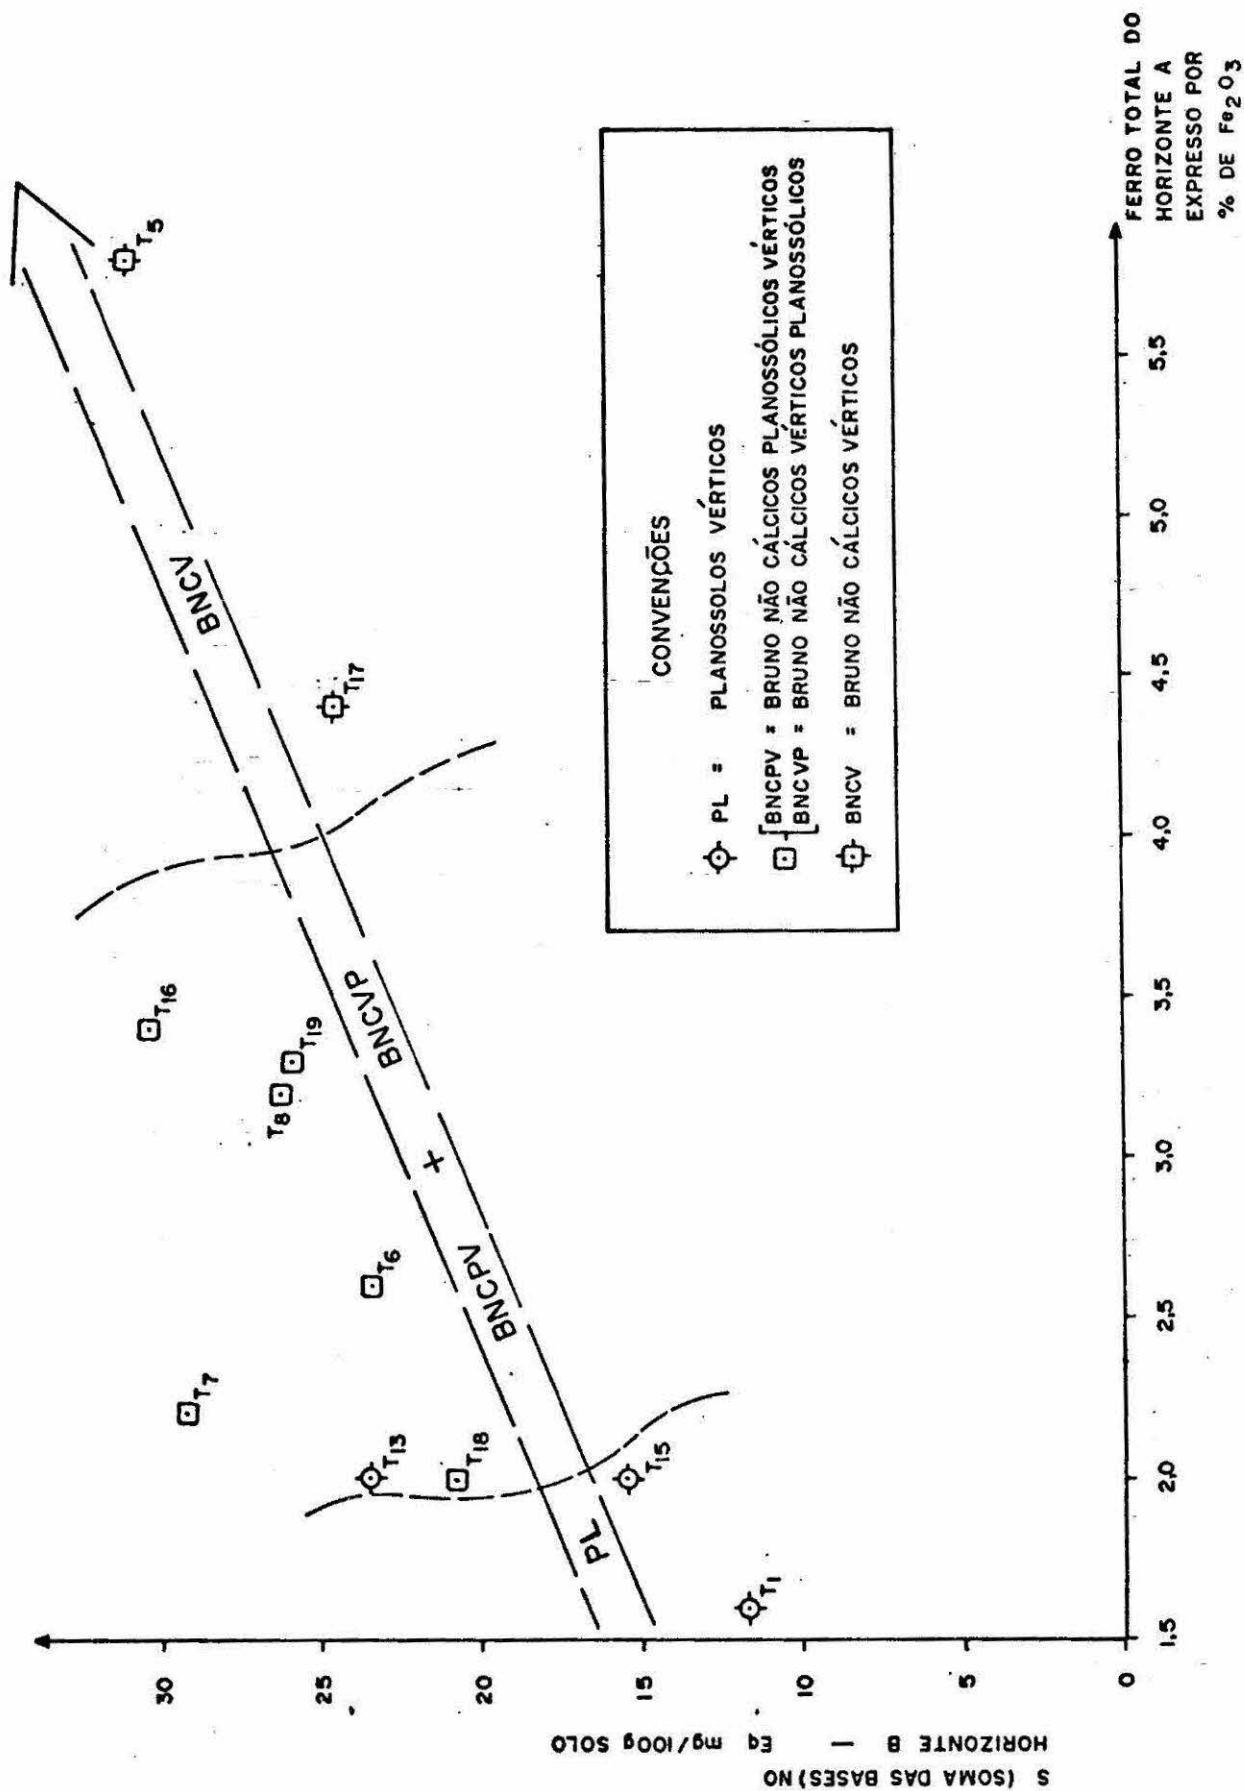 S (SOMA DAS BASES) NO
HORIZONTE B — Eq mg/100g SOLO
30
25
20
15
10
5
0
T5
BNCV
T17
T16
T19
T8
BNCVP
+
BNCPV
T6
T7
T13
T18
T15
PL
T1
CONVENÇÕES
PL = PLANOSSOLOS VÉRTICOS
BNCPV = BRUNO NÃO CÁLCICOS PLANOSSÓLICOS VÉRTICOS
BNCVP = BRUNO NÃO CÁLCICOS VÉRTICOS PLANOSSÓLICOS
BNCV = BRUNO NÃO CÁLCICOS VÉRTICOS
1,5
2,0
2,5
3,0
3,5
4,0
4,5
5,0
5,5
FERRO TOTAL DO
HORIZONTE A
EXPRESSO POR
% DE Fe2O3